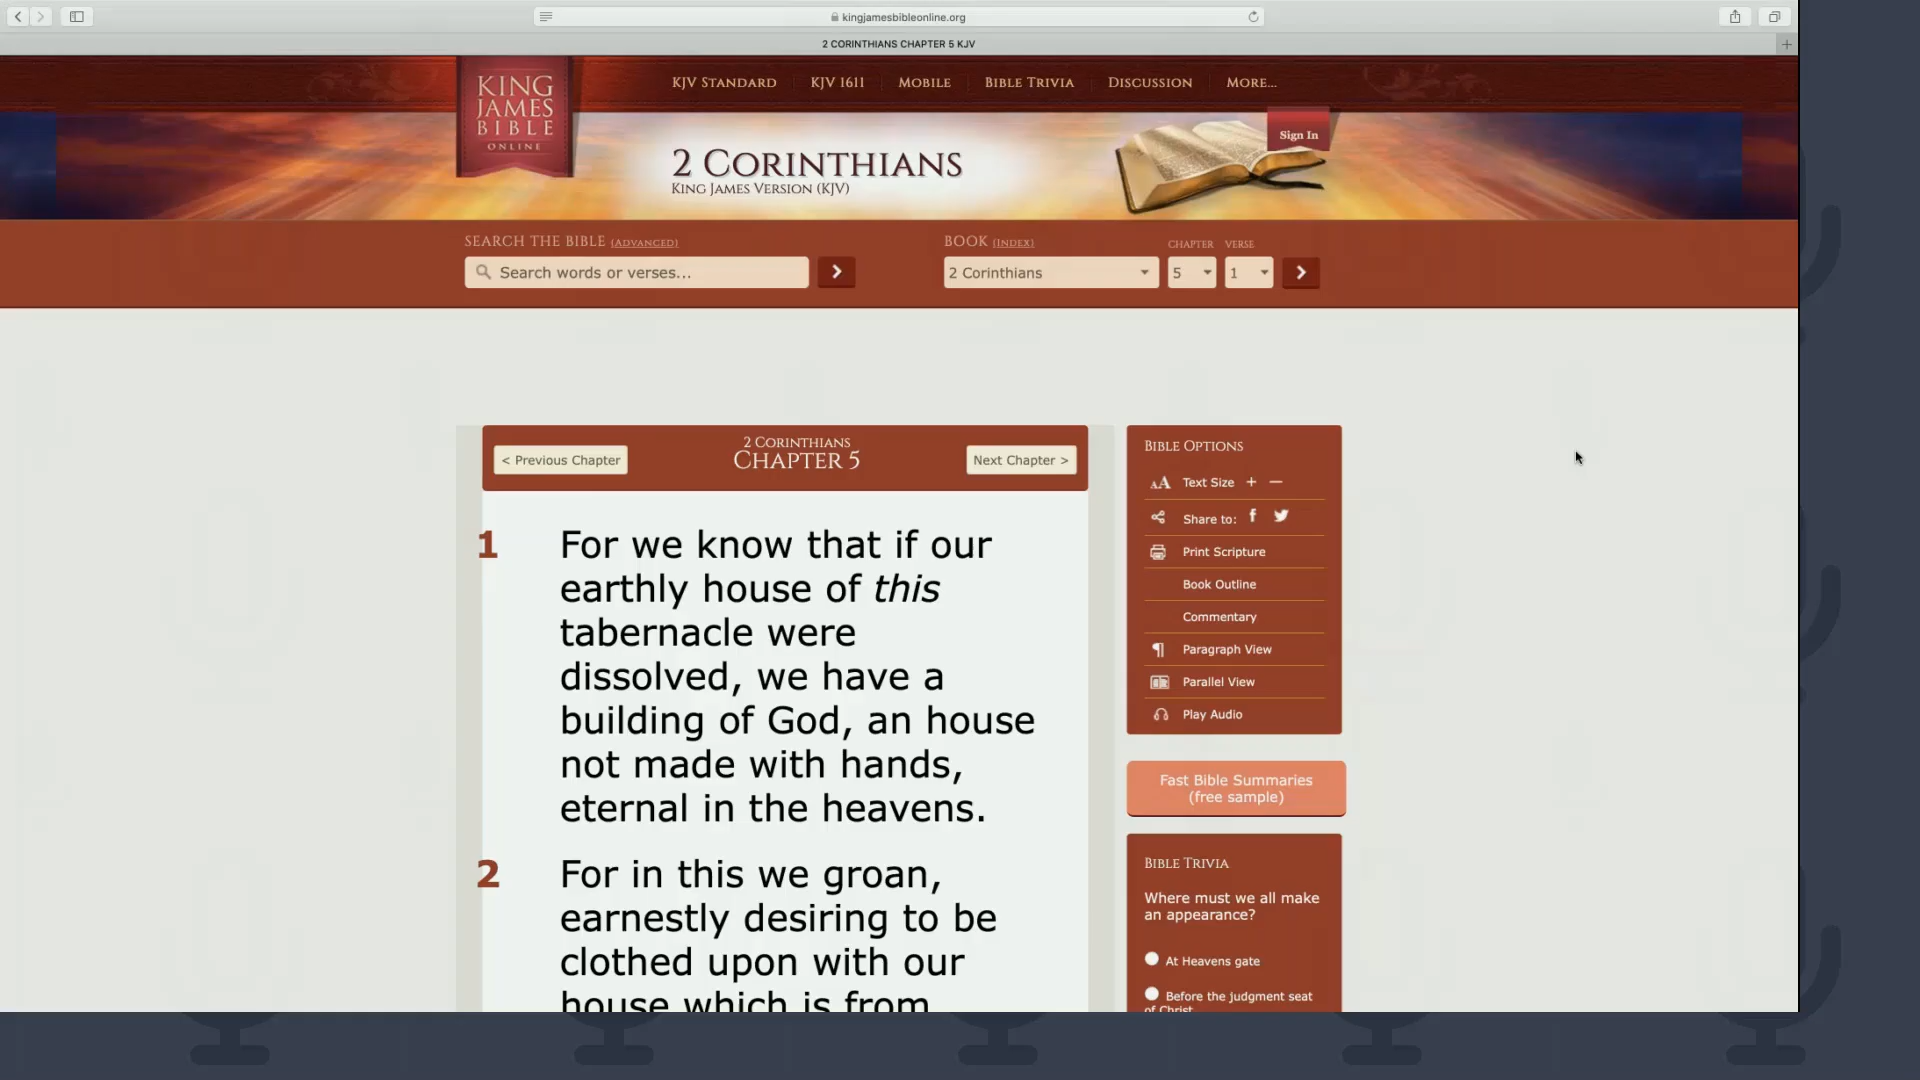 kingjamesbibleonline.org
2 CORINTHIANS CHAPTER 5 KJV
KING
JAMES
BIBLE
ONLINE
KJV STANDARD
KJV 1611
MOBILE
BIBLE TRIVIA
DISCUSSION
MORE...
Sign In
2 CORINTHIANS
KING JAMES VERSION (KJV)
SEARCH THE BIBLE (ADVANCED)
Search words or verses...
BOOK (INDEX)
CHAPTER
VERSE
2 Corinthians
5
1
< Previous Chapter
2 CORINTHIANS
CHAPTER 5
Next Chapter >
1 For we know that if our
earthly house of this
tabernacle were
dissolved, we have a
building of God, an house
not made with hands,
eternal in the heavens.
2 For in this we groan,
earnestly desiring to be
clothed upon with our
house which is from
BIBLE OPTIONS
AA Text Size + –
Share to:
Print Scripture
Book Outline
Commentary
¶ Paragraph View
Parallel View
Play Audio
Fast Bible Summaries
(free sample)
BIBLE TRIVIA
Where must we all make
an appearance?
At Heavens gate
Before the judgment seat
of Christ